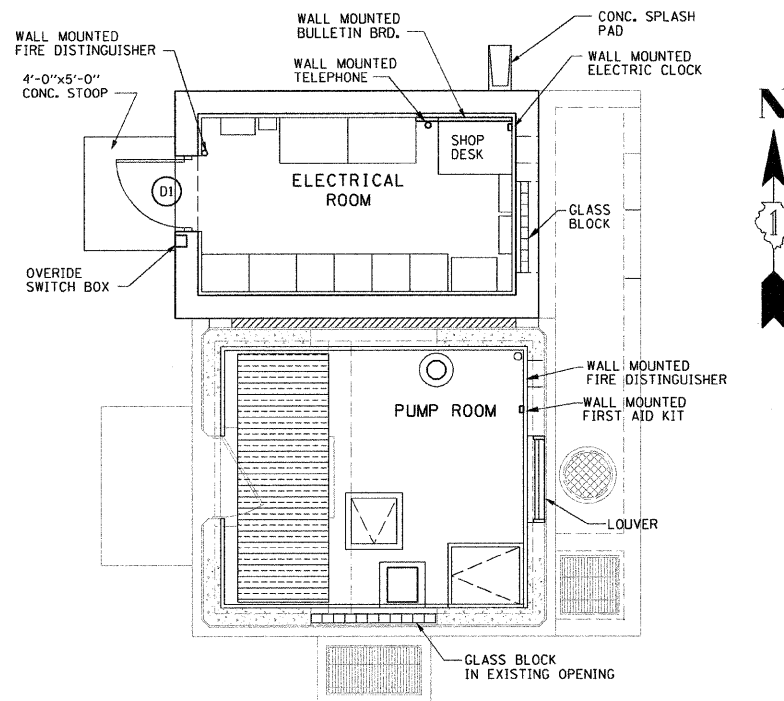 WALL MOUNTED
BULLETIN BRD.
CONC. SPLASH
PAD
WALL MOUNTED
FIRE DISTINGUISHER
WALL MOUNTED
TELEPHONE
WALL MOUNTED
ELECTRIC CLOCK
4'-0"x5'-0"
CONC. STOOP
N
SHOP
DESK
ELECTRICAL
ROOM
D1
GLASS
BLOCK
1
OVERIDE
SWITCH BOX
WALL MOUNTED
FIRE DISTINGUISHER
PUMP ROOM
WALL MOUNTED
FIRST AID KIT
LOUVER
GLASS BLOCK
IN EXISTING OPENING